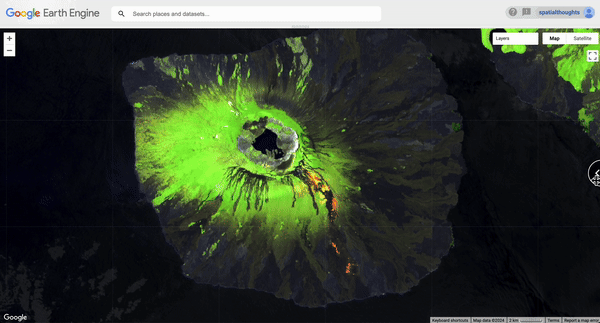 Google Earth Engine
Search places and datasets...
spatialthoughts
+
−
Layers
Map
Satellite
Google
Keyboard shortcuts
Map data ©2024
2 km
Terms
Report a map error